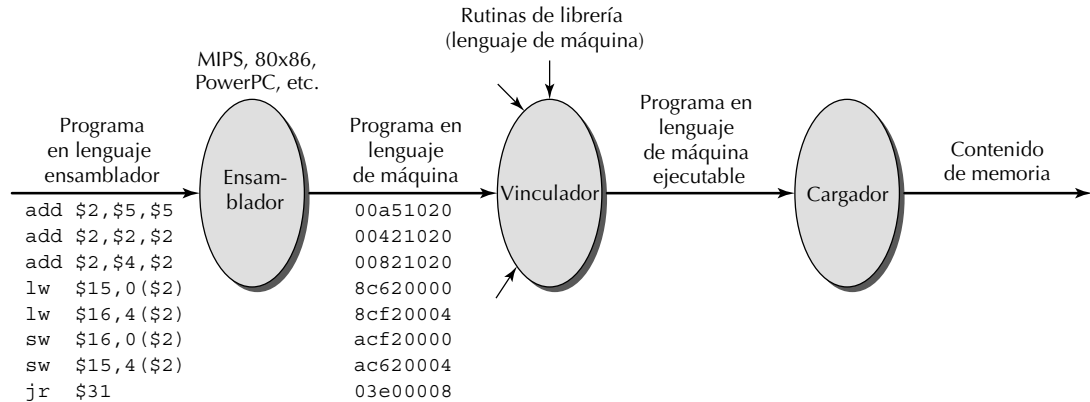 Rutinas de librería
(lenguaje de máquina)
MIPS, 80x86,
PowerPC, etc.
Programa
en lenguaje
ensamblador
Ensam-
blador
Programa en
lenguaje
de máquina
Vinculador
Programa en
lenguaje
de máquina
ejecutable
Cargador
Contenido
de memoria
add $2,$5,$5
add $2,$2,$2
add $2,$4,$2
lw $15,0($2)
lw $16,4($2)
sw $16,0($2)
sw $15,4($2)
jr $31
00a51020
00421020
00821020
8c620000
8cf20004
acf20000
ac620004
03e00008